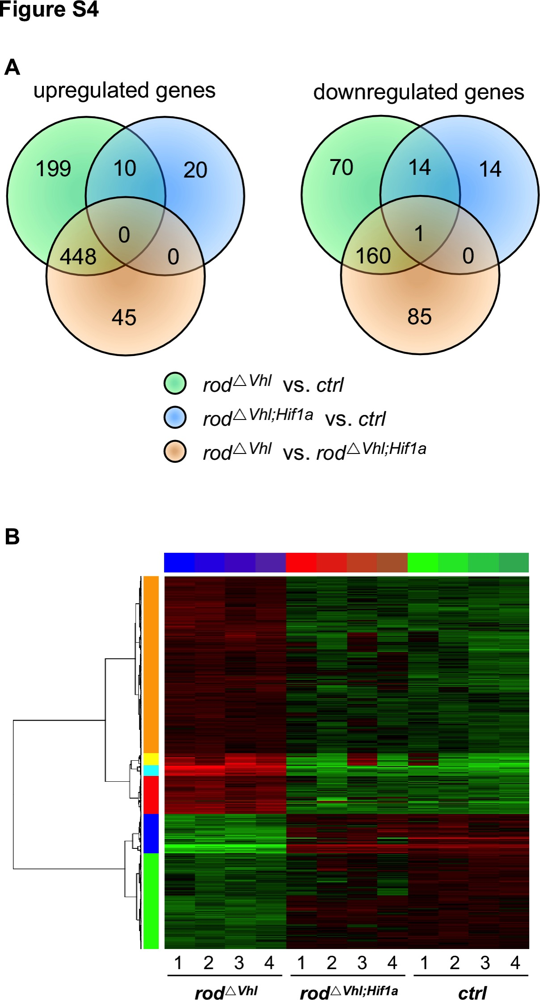 Figure S4
A
upregulated genes
downregulated genes
199 10 20
0
448 0
45
70 14 14
1
160 0
85
rod△Vhl vs. ctrl
rod△Vhl;Hif1a vs. ctrl
rod△Vhl vs. rod△Vhl;Hif1a
B
1 2 3 4 1 2 3 4 1 2 3 4
rod△Vhl rod△Vhl;Hif1a ctrl